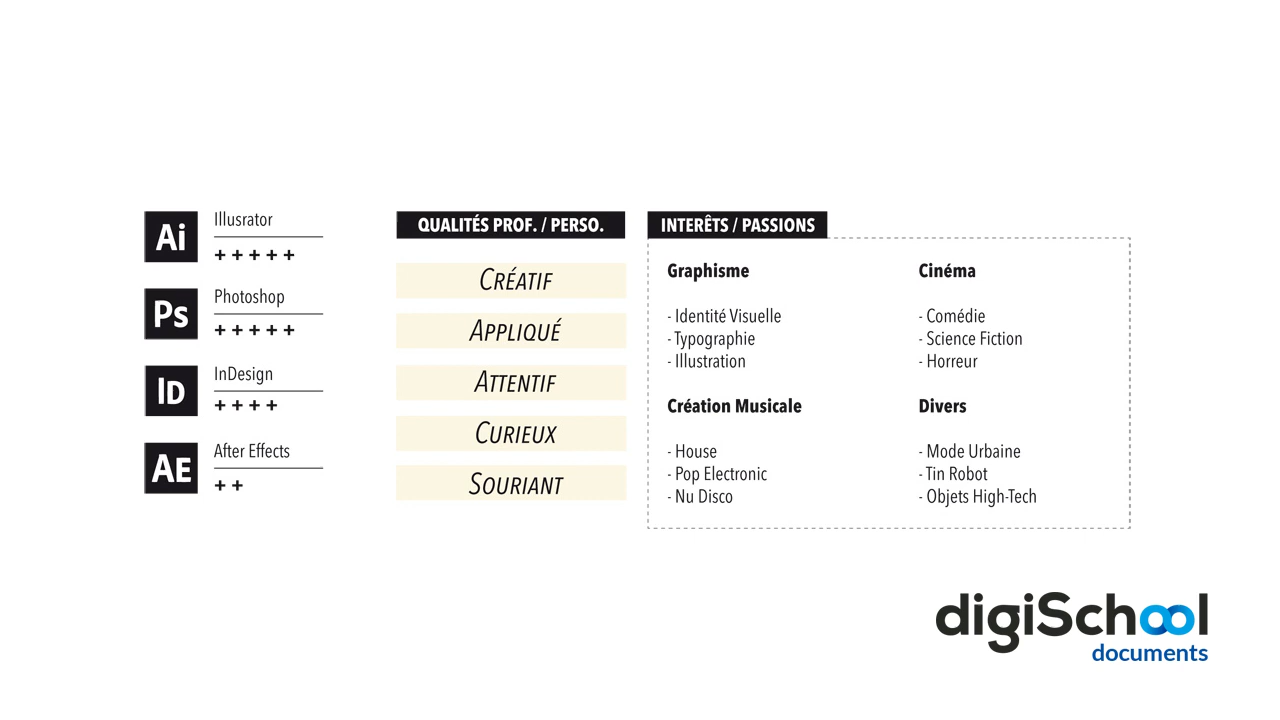 Ai
Illusrator
+ + + + +
Ps
Photoshop
+ + + + +
ID
InDesign
+ + + +
AE
After Effects
+ +
QUALITÉS PROF. / PERSO.
CRÉATIF
APPLIQUÉ
ATTENTIF
CURIEUX
SOURIANT
INTERÊTS / PASSIONS
Graphisme
- Identité Visuelle
- Typographie
- Illustration
Création Musicale
- House
- Pop Electronic
- Nu Disco
Cinéma
- Comédie
- Science Fiction
- Horreur
Divers
- Mode Urbaine
- Tin Robot
- Objets High-Tech
digiSchool
documents